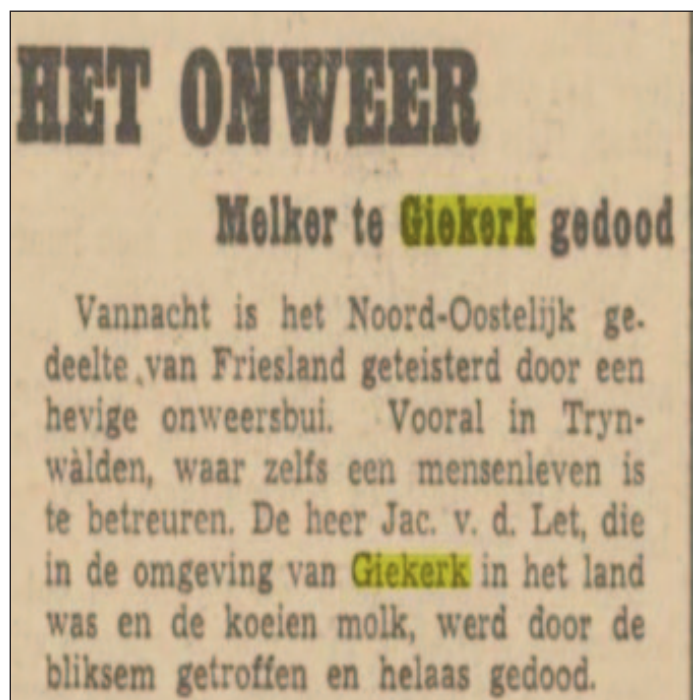 HET ONWEER
Melker te Giekerk gedood
Vannacht is het Noord-Oostelijk ge-
deelte van Friesland geteisterd door een
hevige onweersbui. Vooral in Tryn-
wâlden, waar zelfs een mensenleven is
te betreuren. De heer Jac. v. d. Let, die
in de omgeving van Giekerk in het land
was en de koeien molk, werd door de
bliksem getroffen en helaas gedood.